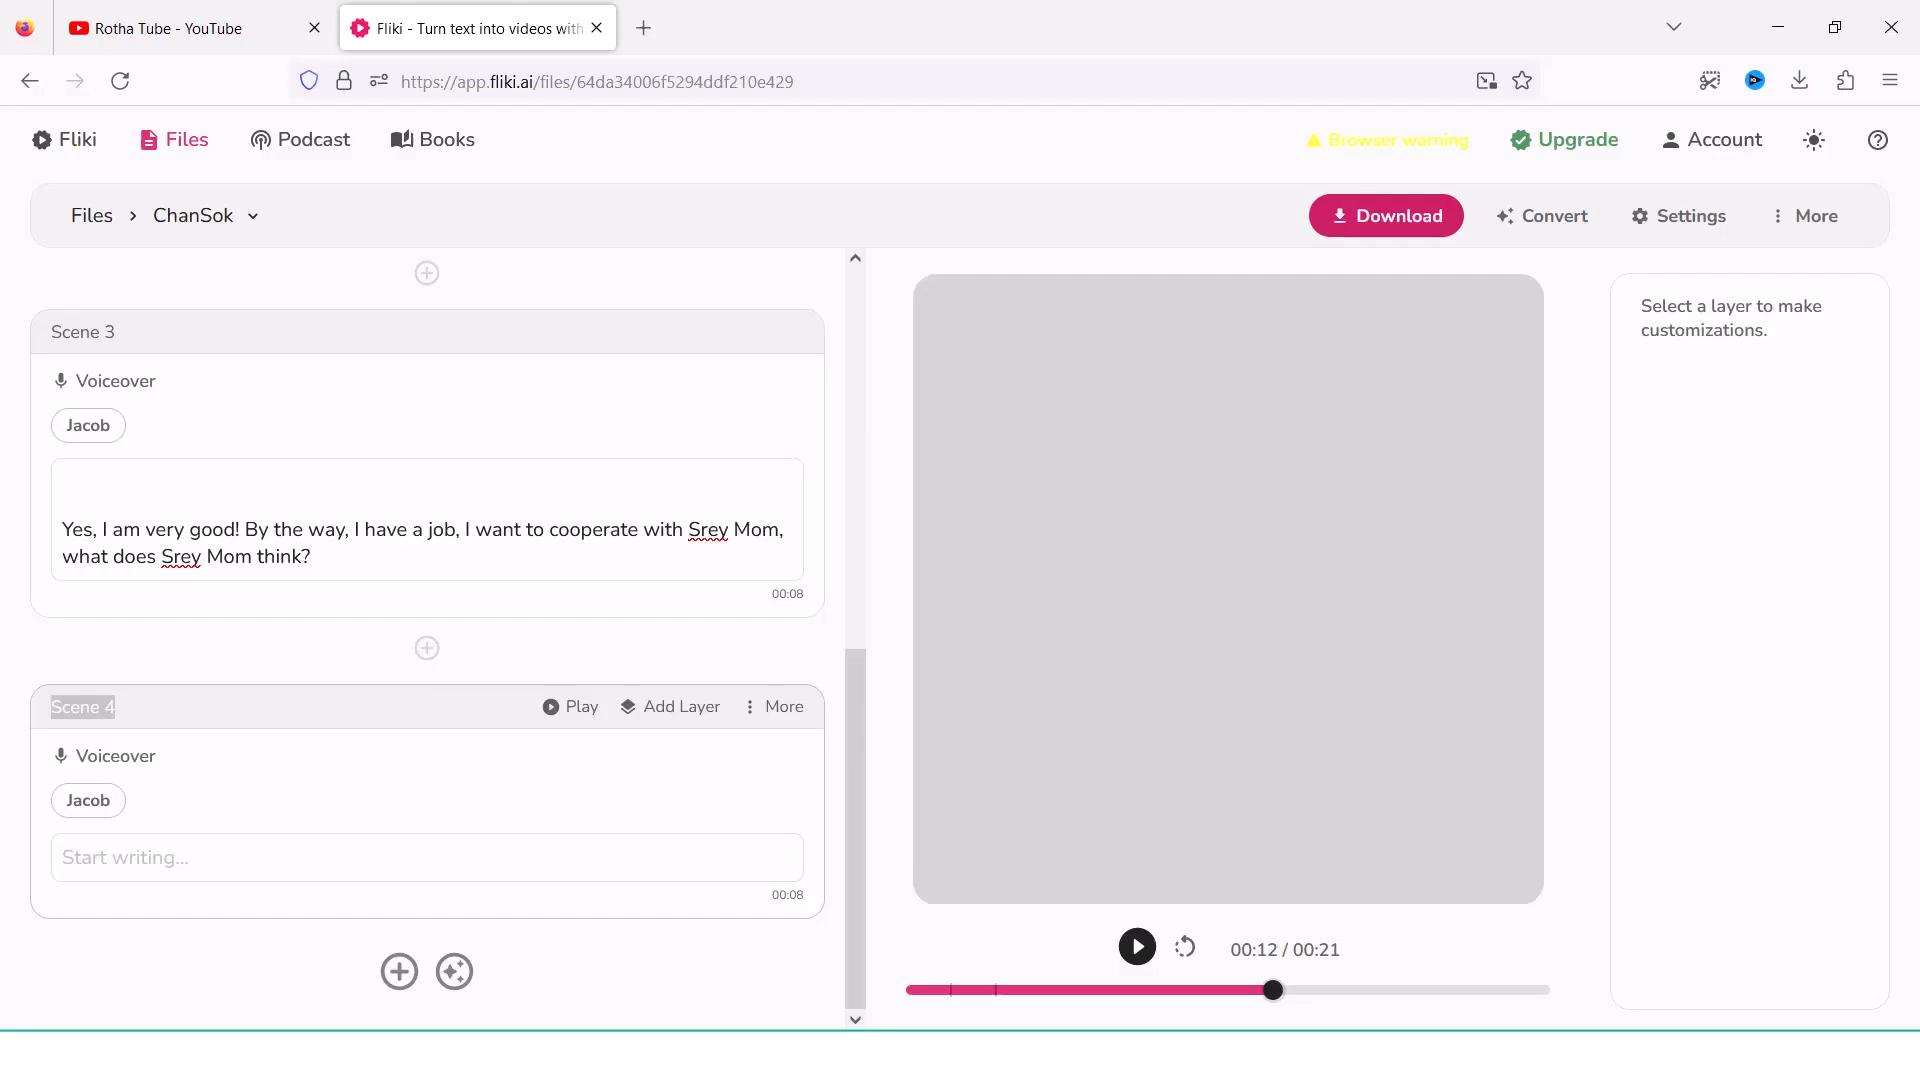 Rotha Tube - YouTube
Fliki - Turn text into videos with
https://app.fliki.ai/files/64da34006f5294ddf210e429
Fliki
Files
Podcast
Books
Browser warning
Upgrade
Account
Files > ChanSok
Download
Convert
Settings
More
Scene 3
Voiceover
Jacob
Yes, I am very good! By the way, I have a job, I want to cooperate with Srey Mom,
what does Srey Mom think?
00:08
Scene 4
Play
Add Layer
More
Voiceover
Jacob
Start writing...
00:08
00:12 / 00:21
Select a layer to make
customizations.